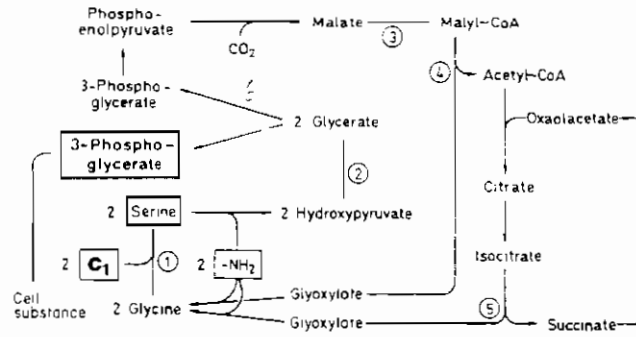 Phospho-
enolpyruvate
CO2
Malate
3
Malyl-CoA
4
Acetyl-CoA
3-Phospho-
glycerate
2 Glycerate
Oxaolacetate
3-Phospho-
glycerate
2
Citrate
2 Serine
2 Hydroxypyruvate
2 C1
1
2 -NH2
Isocitrate
Cell
substance
2 Glycine
Glyoxylate
Glyoxylate
5
Succinate